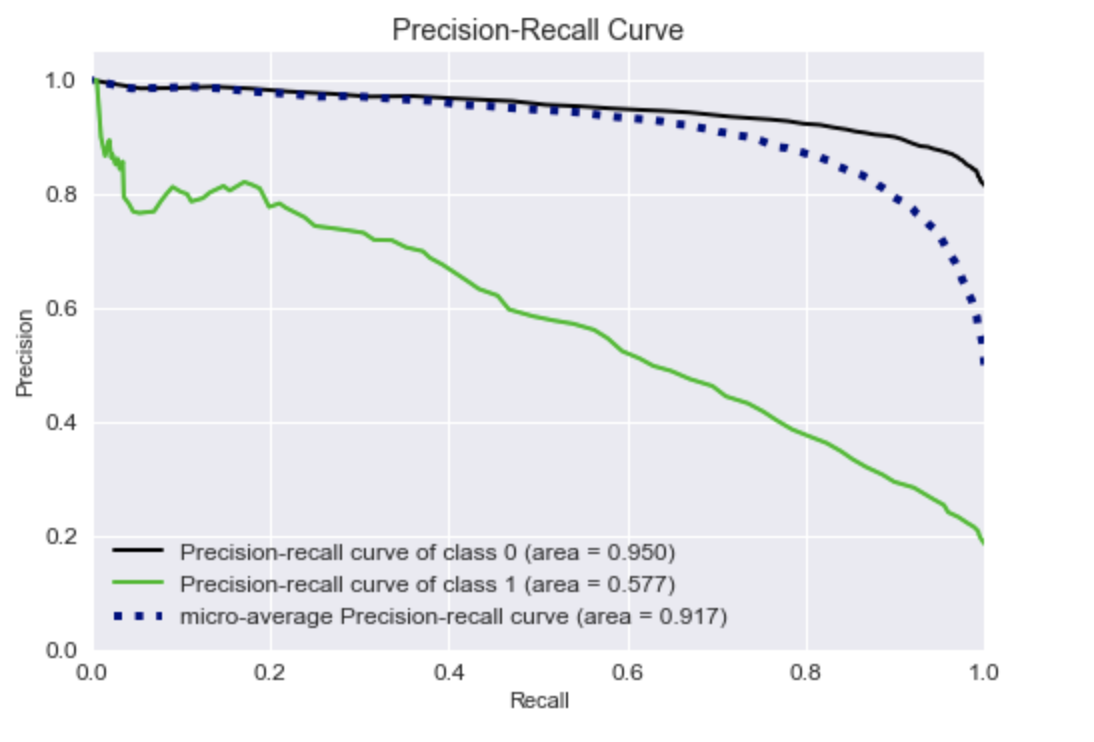 Precision-Recall Curve
1.0
0.8
0.6
0.4
0.2
0.0
Precision
Precision-recall curve of class 0 (area = 0.950)
Precision-recall curve of class 1 (area = 0.577)
micro-average Precision-recall curve (area = 0.917)
0.0 0.2 0.4 0.6 0.8 1.0
Recall